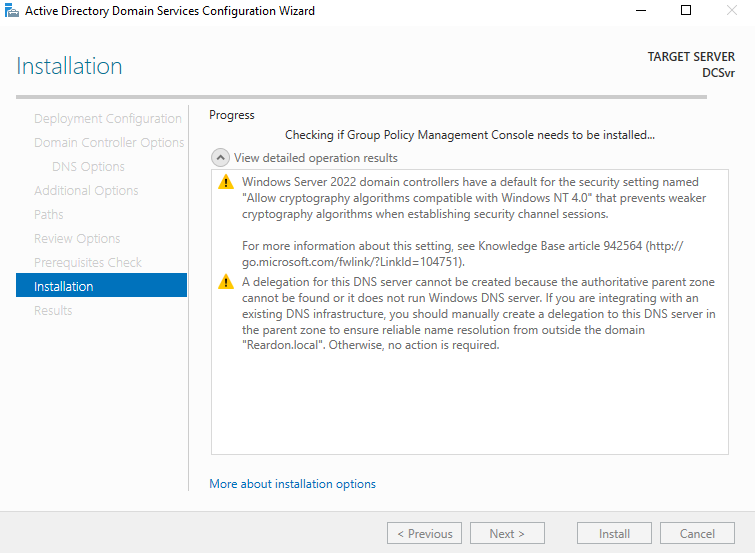 Active Directory Domain Services Configuration Wizard
Installation
TARGET SERVER
DCSvr
Deployment Configuration
Domain Controller Options
DNS Options
Additional Options
Paths
Review Options
Prerequisites Check
Installation
Results
Progress
Checking if Group Policy Management Console needs to be installed...
View detailed operation results
Windows Server 2022 domain controllers have a default for the security setting named
"Allow cryptography algorithms compatible with Windows NT 4.0" that prevents weaker
cryptography algorithms when establishing security channel sessions.
For more information about this setting, see Knowledge Base article 942564 (http://
go.microsoft.com/fwlink/?LinkId=104751).
A delegation for this DNS server cannot be created because the authoritative parent zone
cannot be found or it does not run Windows DNS server. If you are integrating with an
existing DNS infrastructure, you should manually create a delegation to this DNS server in
the parent zone to ensure reliable name resolution from outside the domain
"Reardon.local". Otherwise, no action is required.
More about installation options
< Previous
Next >
Install
Cancel